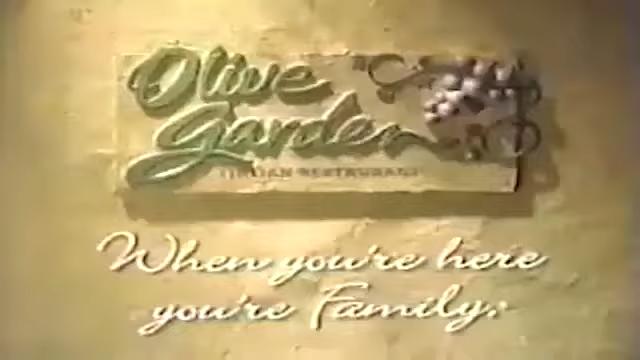 Olive
Garden
ITALIAN RESTAURANT
When you're here
you're Family.